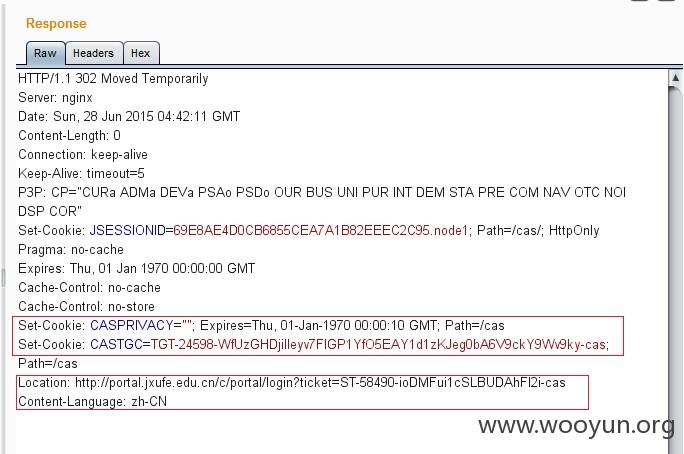 Response
Raw Headers Hex
HTTP/1.1 302 Moved Temporarily
Server: nginx
Date: Sun, 28 Jun 2015 04:42:11 GMT
Content-Length: 0
Connection: keep-alive
Keep-Alive: timeout=5
P3P: CP="CURa ADMa DEVa PSAo PSDo OUR BUS UNI PUR INT DEM STA PRE COM NAV OTC NOI
DSP COR"
Set-Cookie: JSESSIONID=69E8AE4D0CB6855CEA7A1B82EEEC2C95.node1; Path=/cas/; HttpOnly
Pragma: no-cache
Expires: Thu, 01 Jan 1970 00:00:00 GMT
Cache-Control: no-cache
Cache-Control: no-store
Set-Cookie: CASPRIVACY=""; Expires=Thu, 01-Jan-1970 00:00:10 GMT; Path=/cas
Set-Cookie: CASTGC=TGT-24598-WfUzGHDjilleyv7FIGP1YfO5EAY1d1zKJeg0bA6V9ckY9Wv9ky-cas;
Path=/cas
Location: http://portal.jxufe.edu.cn/c/portal/login?ticket=ST-58490-ioDMFui1cSLBUDAhFI2i-cas
Content-Language: zh-CN
www.wooyun.org